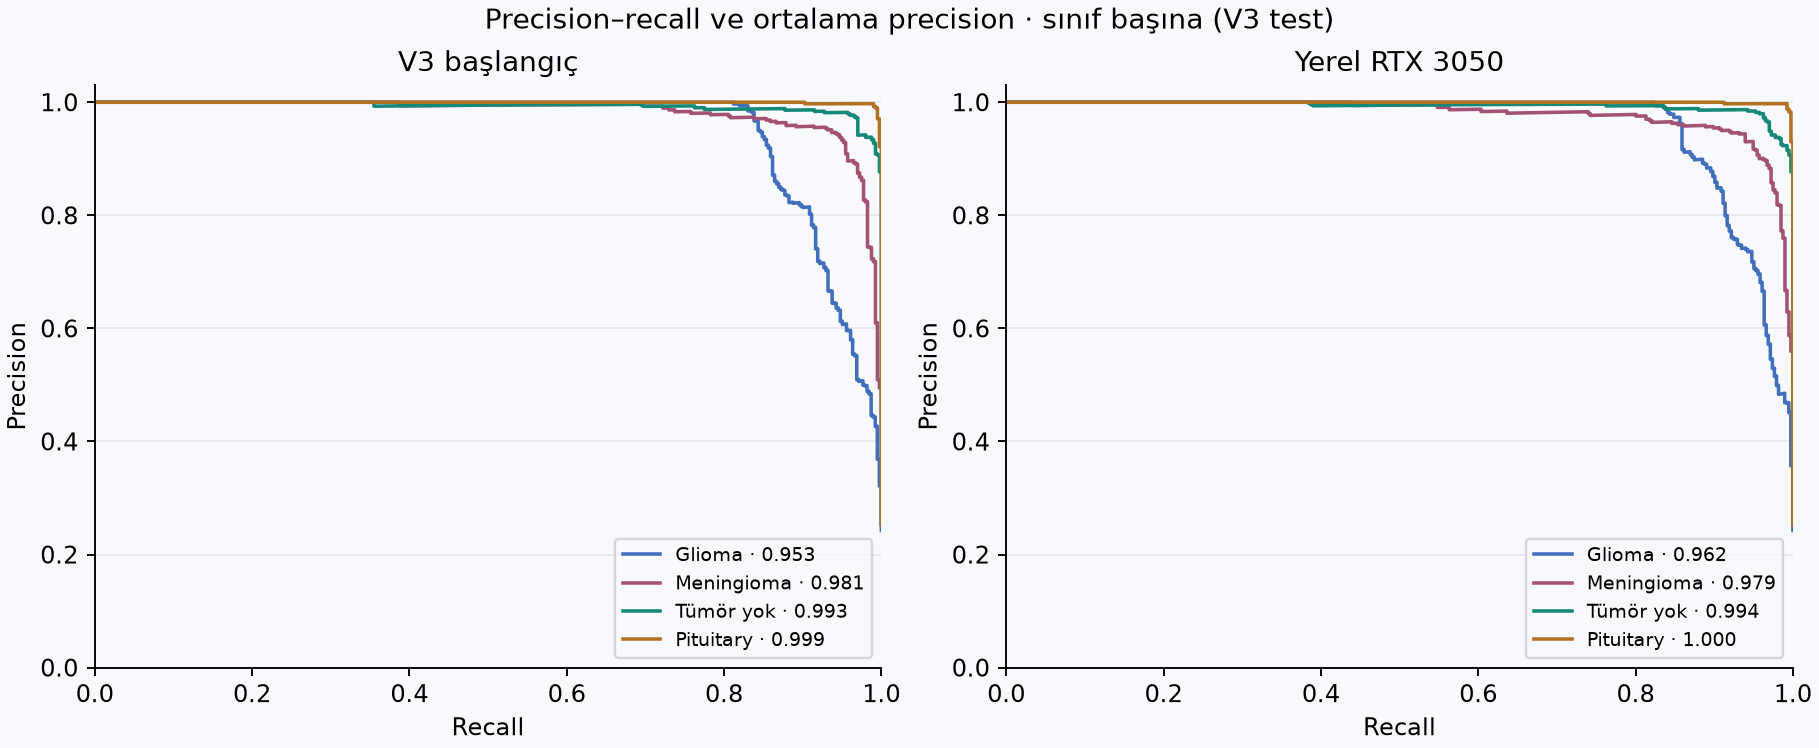 Precision–recall ve ortalama precision · sınıf başına (V3 test)
V3 başlangıç
Precision
1.0
0.8
0.6
0.4
0.2
0.0
0.0 0.2 0.4 0.6 0.8 1.0
Recall
Glioma · 0.953
Meningioma · 0.981
Tümör yok · 0.993
Pituitary · 0.999
Yerel RTX 3050
Precision
1.0
0.8
0.6
0.4
0.2
0.0
0.0 0.2 0.4 0.6 0.8 1.0
Recall
Glioma · 0.962
Meningioma · 0.979
Tümör yok · 0.994
Pituitary · 1.000